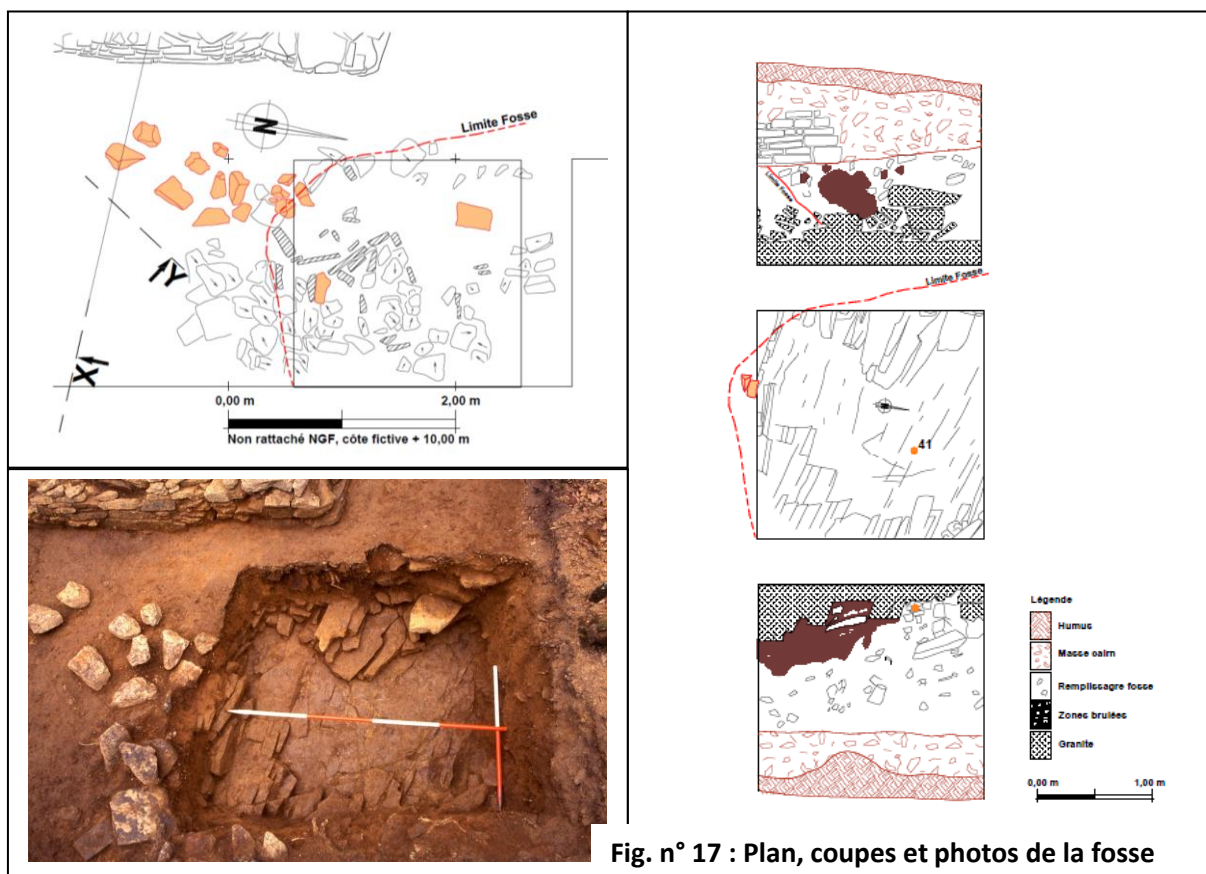 Limite Fosse
N
Y
X
0,00 m 2,00 m
Non rattaché NGF, côte fictive + 10,00 m
Limite Fosse
Limite Fosse
N
41
Légende
Humus
Masse cairn
Remplissagre fosse
Zones brulées
Granite
0,00 m 1,00 m
Fig. n° 17 : Plan, coupes et photos de la fosse